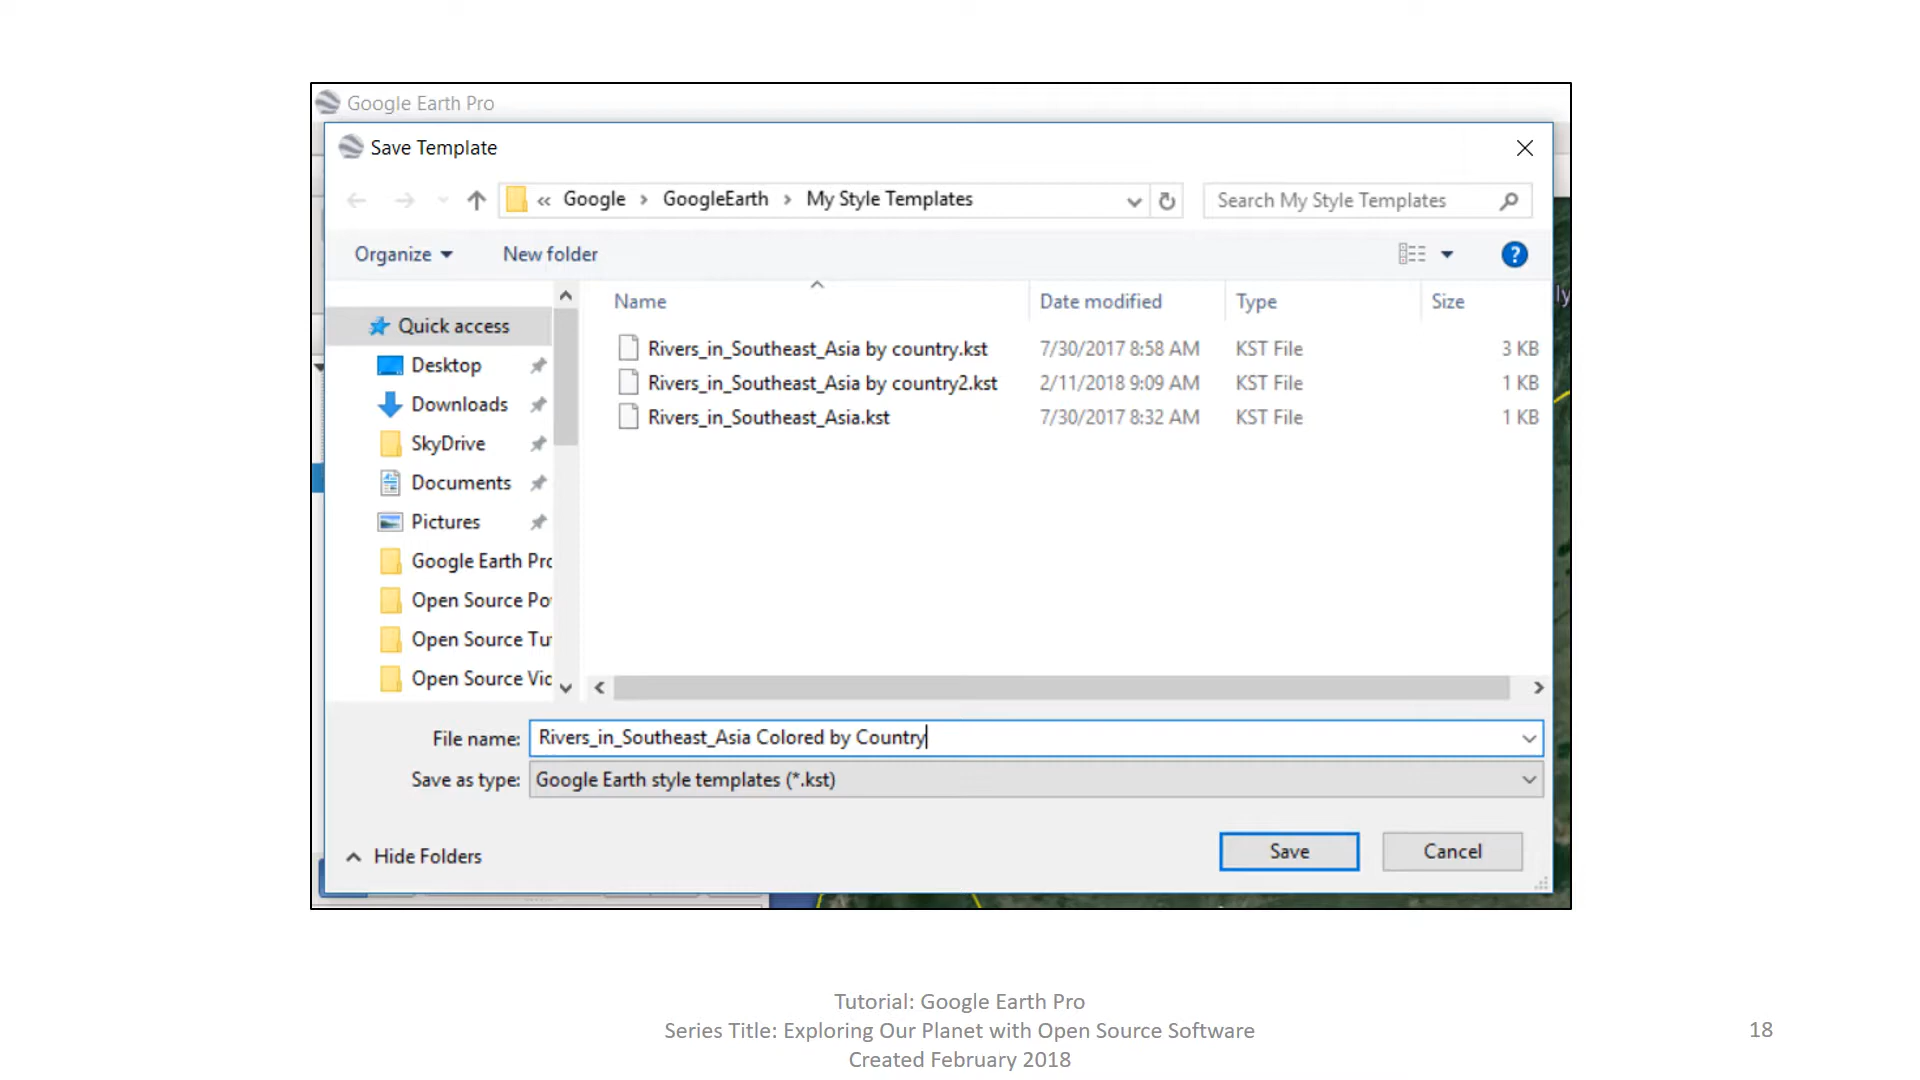 Google Earth Pro
Save Template
« Google > GoogleEarth > My Style Templates
Search My Style Templates
Organize
New folder
?
Name
Date modified
Type
Size
Quick access
Desktop
Downloads
SkyDrive
Documents
Pictures
Google Earth Pro
Open Source Po
Open Source Tu
Open Source Vic
Rivers_in_Southeast_Asia by country.kst 7/30/2017 8:58 AM KST File 3 KB
Rivers_in_Southeast_Asia by country2.kst 2/11/2018 9:09 AM KST File 1 KB
Rivers_in_Southeast_Asia.kst 7/30/2017 8:32 AM KST File 1 KB
ly
File name: Rivers_in_Southeast_Asia Colored by Country
Save as type: Google Earth style templates (*.kst)
Hide Folders
Save
Cancel
Tutorial: Google Earth Pro
Series Title: Exploring Our Planet with Open Source Software
Created February 2018
18